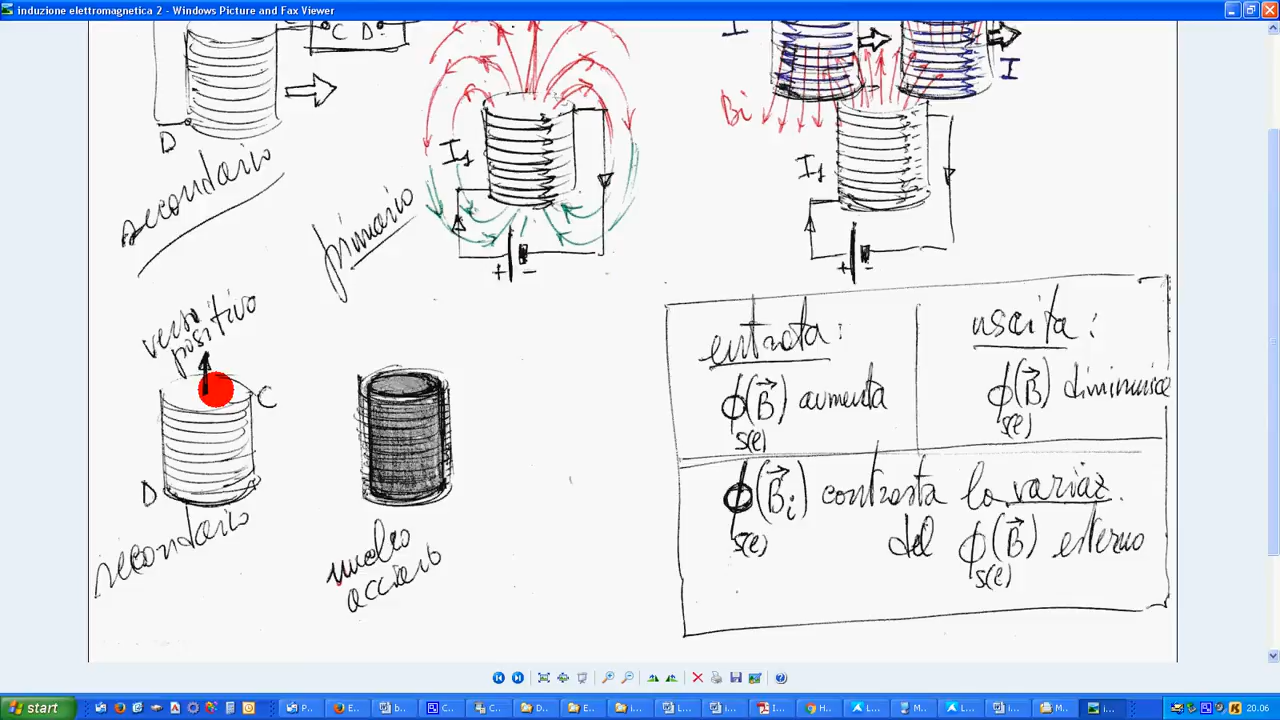 induzione elettromagnetica 2 - Windows Picture and Fax Viewer
C D
I
I
D
secondario
I1
primario
+ -
Bi
I1
+ -
verso
positivo
C
D
secondario
nucleo
acciaio
entrata:
ϕ(B⃗) aumenta
S(e)
uscita:
ϕ(B⃗) diminuisce
S(e)
ϕ(B⃗i) contrasta la variaz.
S(e)
del ϕ(B⃗) esterno
S(e)
start
P...
E...
b...
C...
C...
D...
E...
i...
L...
i...
I...
H...
L...
M...
L...
i...
M...
i...
20.06